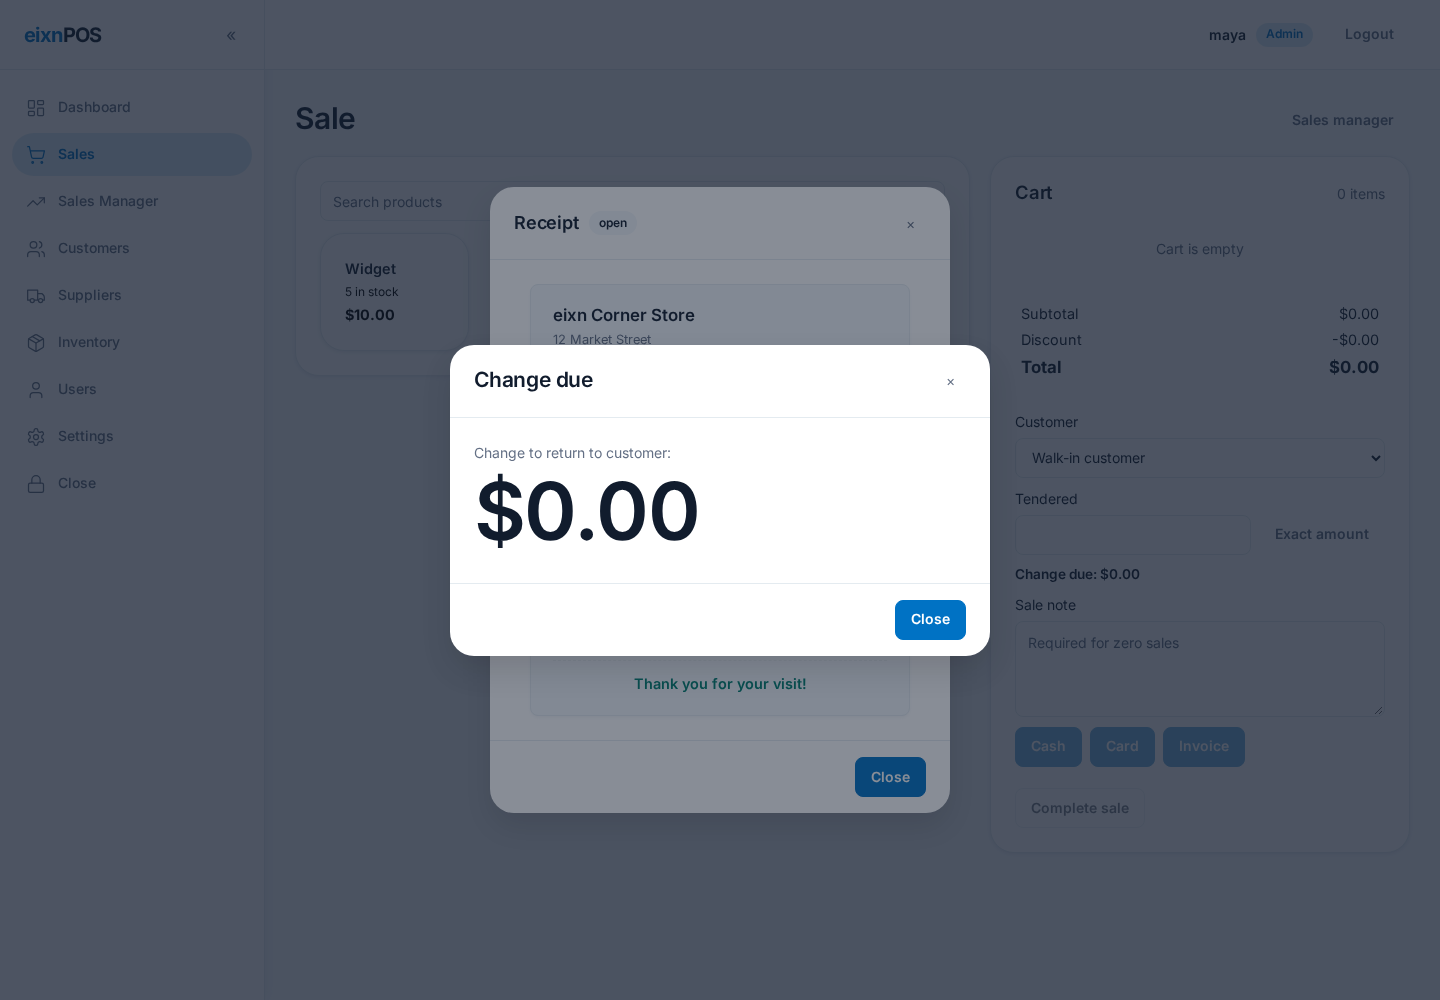 eixnPOS
«
maya
Admin
Logout
Dashboard
Sales
Sales Manager
Customers
Suppliers
Inventory
Users
Settings
Close
Sale
Sales manager
Search products
Widget
5 in stock
$10.00
Receipt
open
×
eixn Corner Store
12 Market Street
Change due
×
Change to return to customer:
$0.00
Close
Thank you for your visit!
Close
Cart
0 items
Cart is empty
Subtotal
$0.00
Discount
-$0.00
Total
$0.00
Customer
Walk-in customer
Tendered
Exact amount
Change due: $0.00
Sale note
Required for zero sales
Cash
Card
Invoice
Complete sale